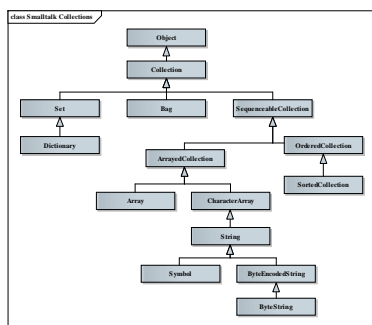 class Smalltalk Collections
Object
Collection
Set
Bag
SequenceableCollection
Dictionary
ArrayedCollection
OrderedCollection
Array
CharacterArray
SortedCollection
String
Symbol
ByteEncodedString
ByteString